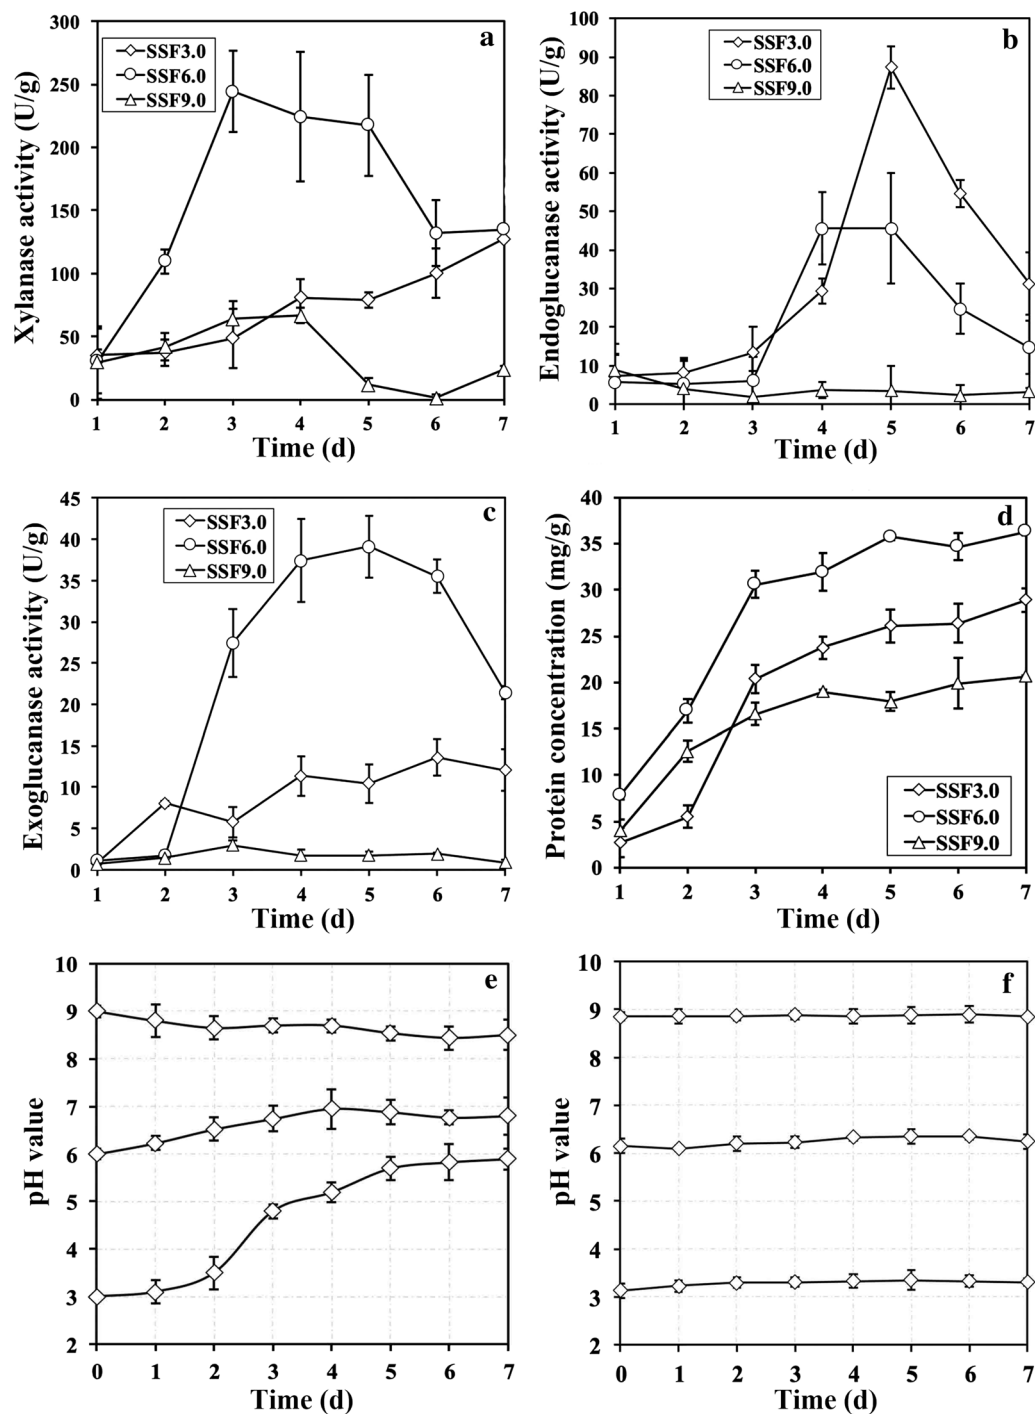 a
SSF3.0
SSF6.0
SSF9.0
Xylanase activity (U/g)
300
250
200
150
100
50
0
1 2 3 4 5 6 7
Time (d)
b
SSF3.0
SSF6.0
SSF9.0
Endoglucanase activity (U/g)
100
90
80
70
60
50
40
30
20
10
0
1 2 3 4 5 6 7
Time (d)
c
SSF3.0
SSF6.0
SSF9.0
Exoglucanase activity (U/g)
45
40
35
30
25
20
15
10
5
0
1 2 3 4 5 6 7
Time (d)
d
Protein concentration (mg/g)
40
35
30
25
20
15
10
5
0
SSF3.0
SSF6.0
SSF9.0
1 2 3 4 5 6 7
Time (d)
e
pH value
10
9
8
7
6
5
4
3
2
0 1 2 3 4 5 6 7
Time (d)
f
pH value
10
9
8
7
6
5
4
3
2
0 1 2 3 4 5 6 7
Time (d)